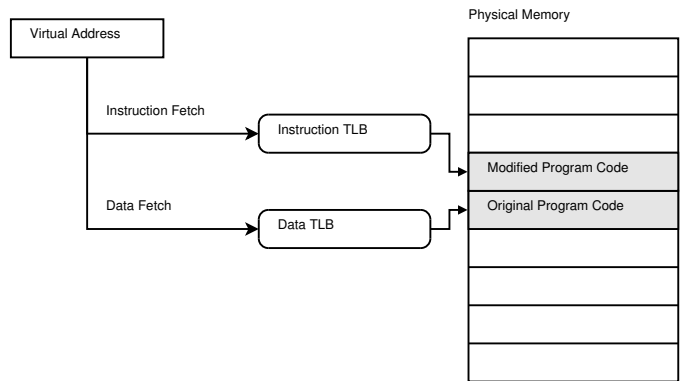 Physical Memory
Virtual Address
Instruction Fetch
Instruction TLB
Modified Program Code
Data Fetch
Original Program Code
Data TLB